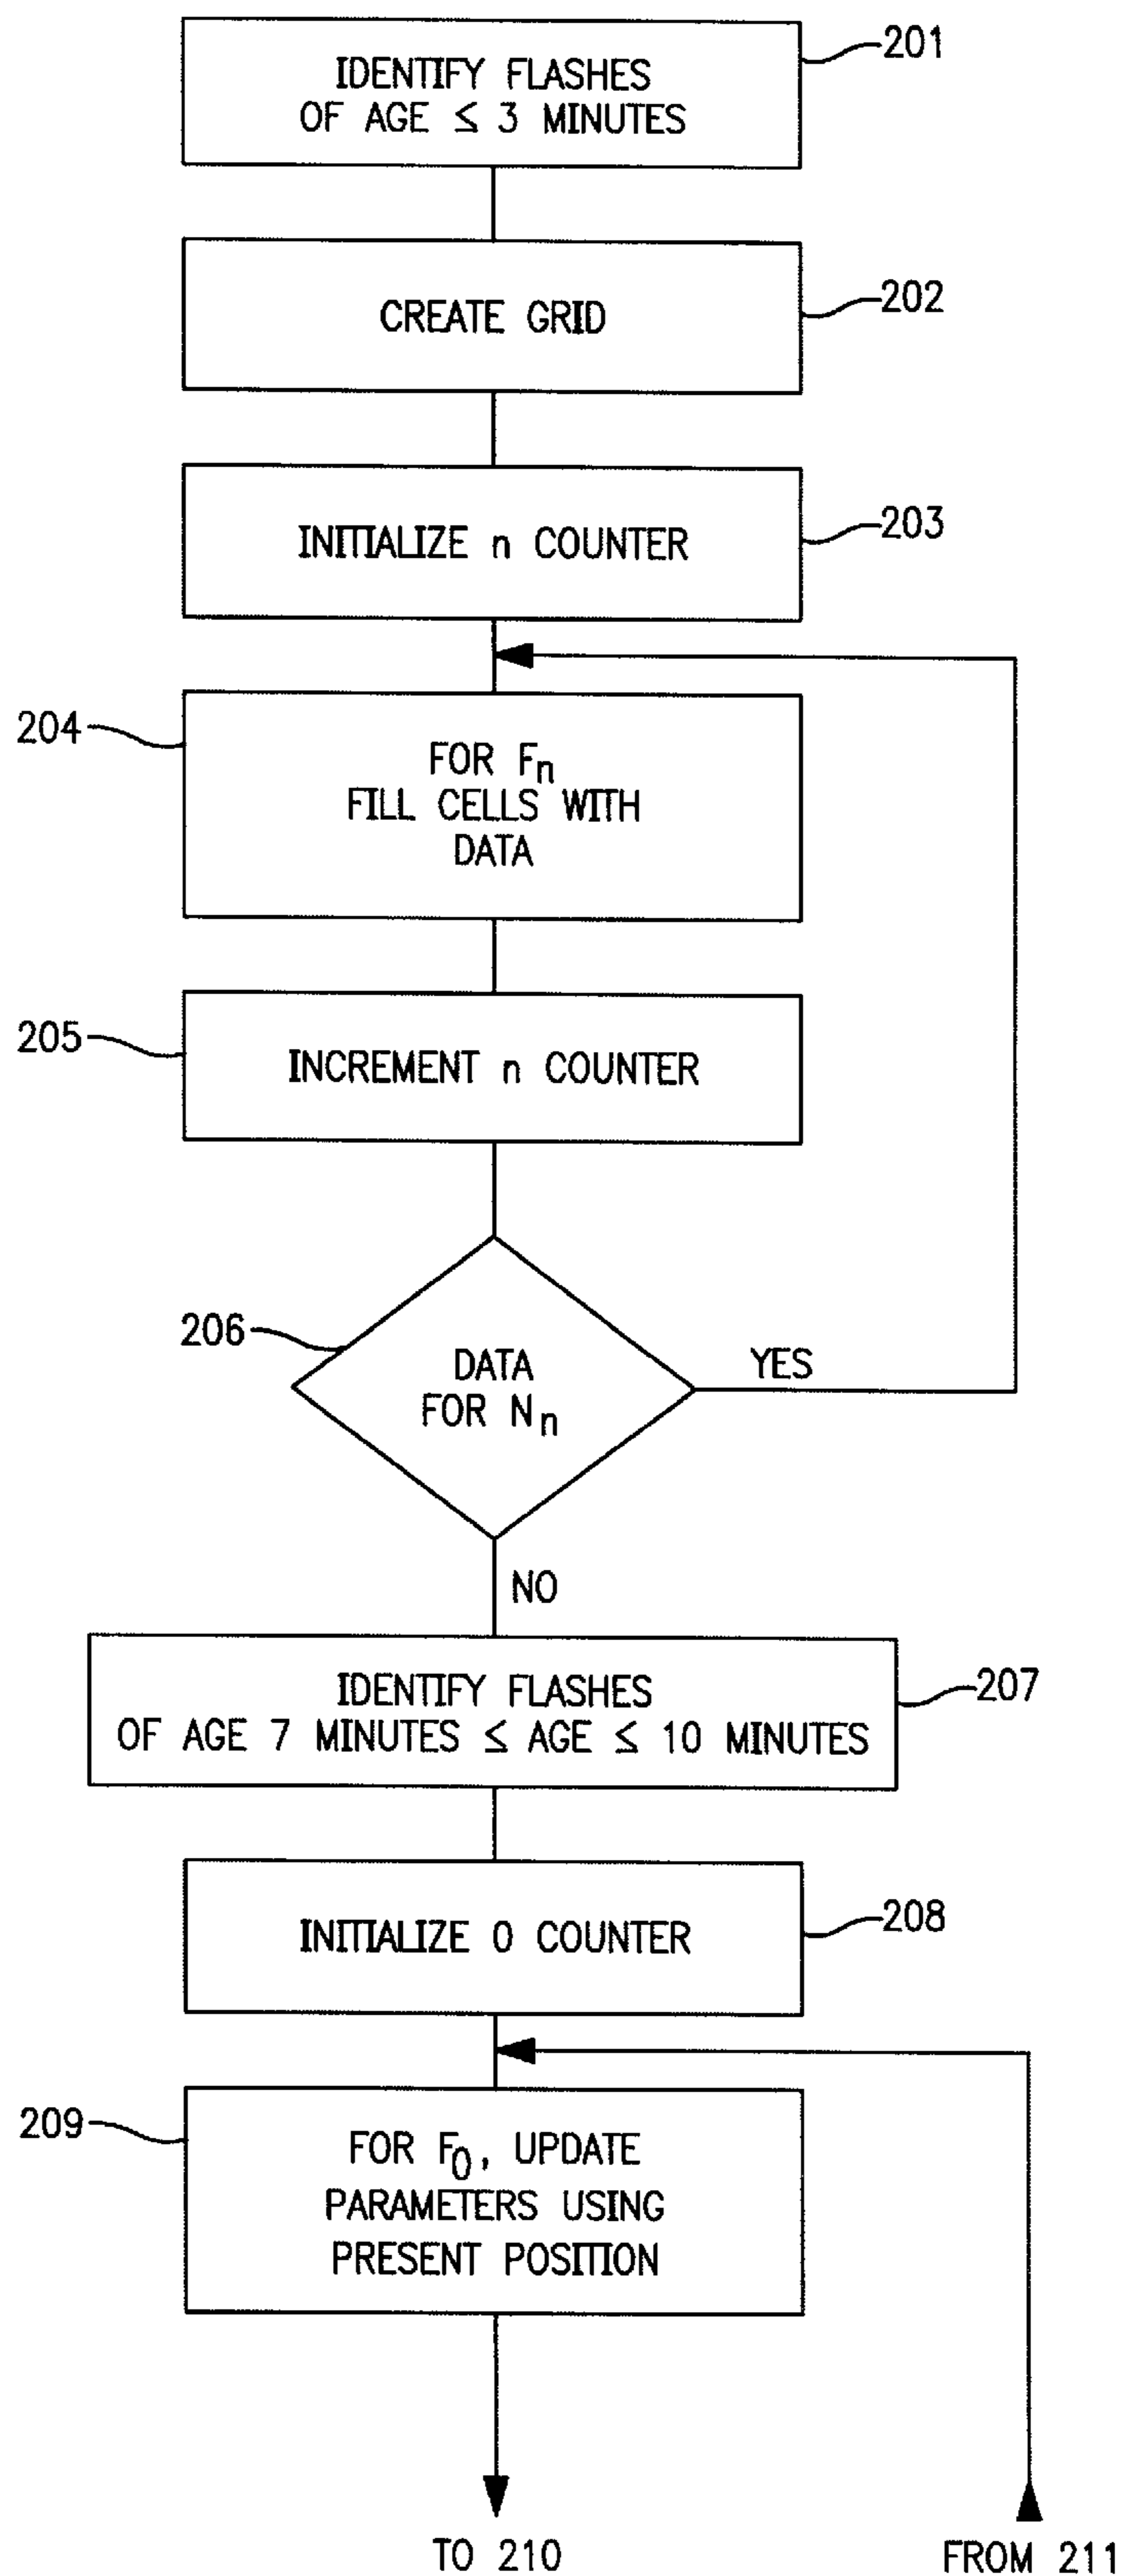 IDENTIFY FLASHES
OF AGE ≤ 3 MINUTES
201
CREATE GRID
202
INITIALIZE n COUNTER
203
204
FOR Fn
FILL CELLS WITH
DATA
205
INCREMENT n COUNTER
206
DATA
FOR Nn
YES
NO
IDENTIFY FLASHES
OF AGE 7 MINUTES ≤ AGE ≤ 10 MINUTES
207
INITIALIZE 0 COUNTER
208
209
FOR F0, UPDATE
PARAMETERS USING
PRESENT POSITION
TO 210
FROM 211